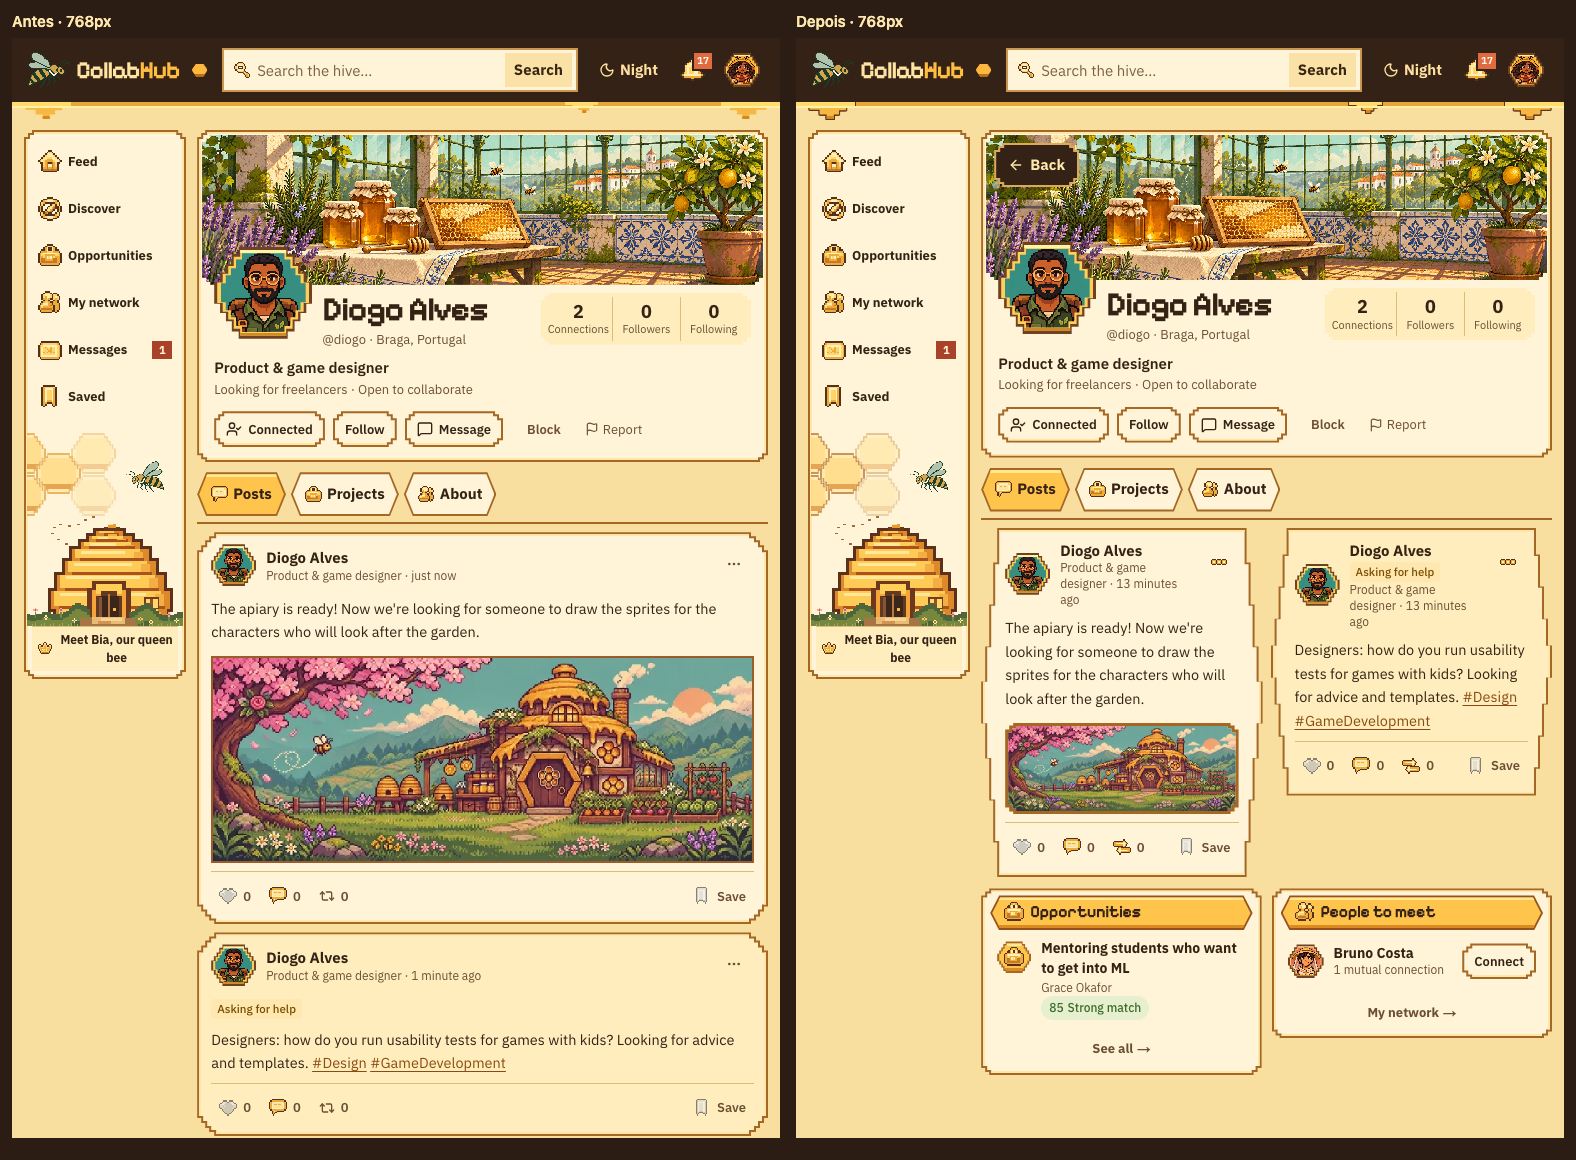 Antes · 768px
CollabHub
Search the hive...
Search
Night
17
Feed
Discover
Opportunities
My network
Messages
1
Saved
Meet Bia, our queen
bee
Diogo Alves
@diogo · Braga, Portugal
2
Connections
0
Followers
0
Following
Product & game designer
Looking for freelancers · Open to collaborate
Connected
Follow
Message
Block
Report
Posts
Projects
About
Diogo Alves
Product & game designer · just now
...
The apiary is ready! Now we're looking for someone to draw the sprites for the
characters who will look after the garden.
0
0
0
Save
Diogo Alves
Product & game designer · 1 minute ago
...
Asking for help
Designers: how do you run usability tests for games with kids? Looking for advice
and templates. #Design #GameDevelopment
0
0
0
Save
Depois · 768px
CollabHub
Search the hive...
Search
Night
17
Feed
Discover
Opportunities
My network
Messages
1
Saved
Meet Bia, our queen
bee
← Back
Diogo Alves
@diogo · Braga, Portugal
2
Connections
0
Followers
0
Following
Product & game designer
Looking for freelancers · Open to collaborate
Connected
Follow
Message
Block
Report
Posts
Projects
About
Diogo Alves
Product & game
designer · 13 minutes
ago
The apiary is ready! Now we're
looking for someone to draw the
sprites for the characters who will
look after the garden.
0
0
0
Save
Diogo Alves
Asking for help
Product & game
designer · 13 minutes
ago
Designers: how do you run usability
tests for games with kids? Looking
for advice and templates. #Design
#GameDevelopment
0
0
0
Save
Opportunities
Mentoring students who want
to get into ML
Grace Okafor
85 Strong match
See all →
People to meet
Bruno Costa
1 mutual connection
Connect
My network →